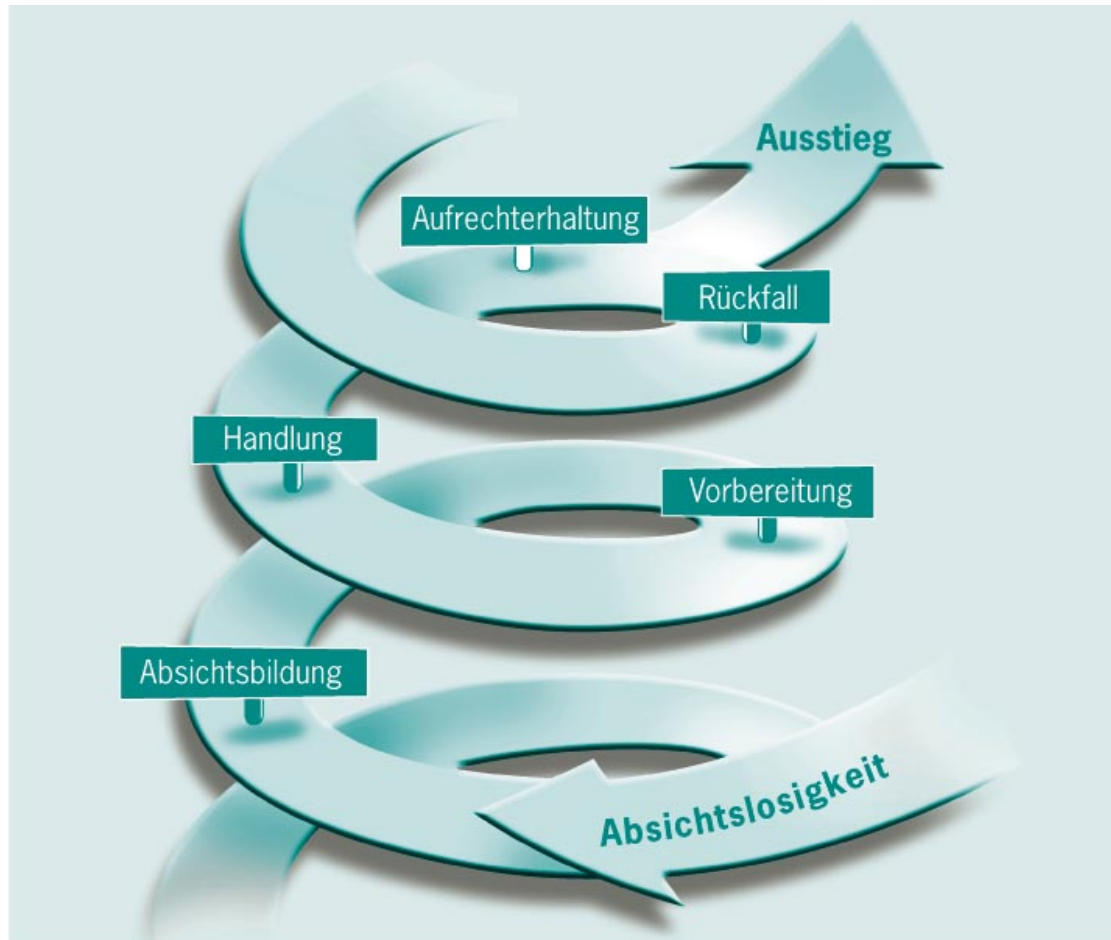 Ausstieg
Aufrechterhaltung
Rückfall
Handlung
Vorbereitung
Absichtsbildung
Absichtslosigkeit